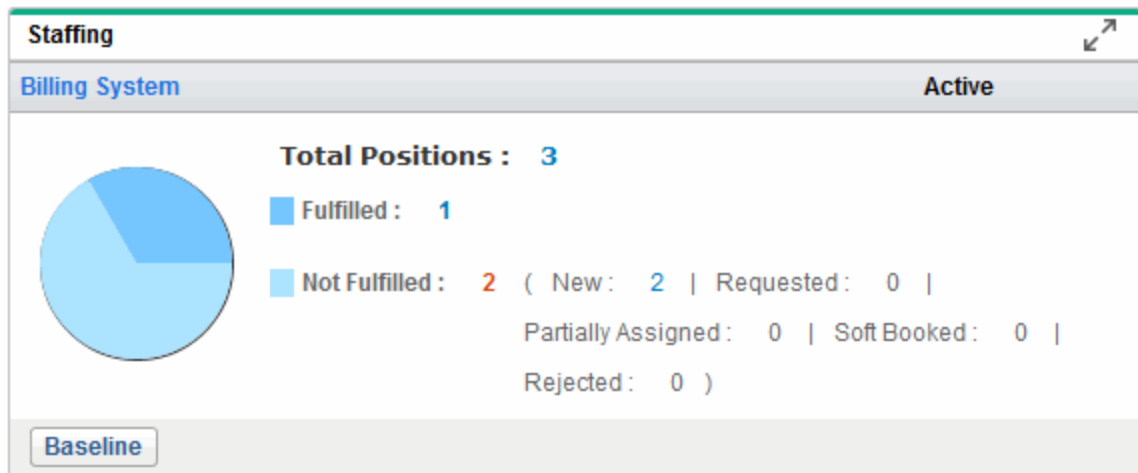 Staffing
Billing System Active
Total Positions : 3
Fulfilled : 1
Not Fulfilled : 2 ( New : 2 | Requested : 0 |
Partially Assigned : 0 | Soft Booked : 0 |
Rejected : 0 )
Baseline